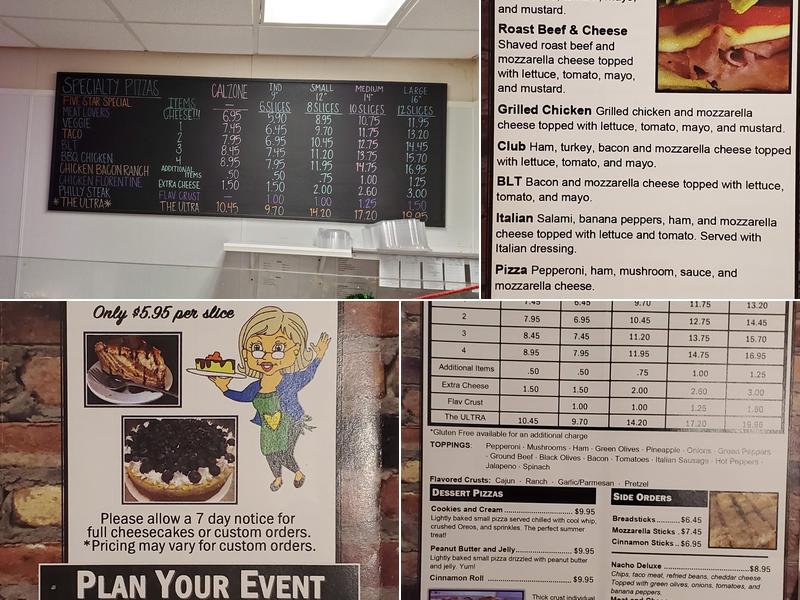 SPECIALTY PIZZAS
FIVE STAR SPECIAL
MEAT LOVERS
VEGGIE
TACO
BLT
BBQ CHICKEN
CHICKEN BACON RANCH
CHICKEN FLORENTINE
PHILLY STEAK
*THE ULTRA*
ITEMS CALZONE IND 9" 6 SLICES SMALL 12" 8 SLICES MEDIUM 14" 10 SLICES LARGE 16" 12 SLICES
CHEESE!!! 6.95 5.90 8.95 10.75 11.95
1 7.45 6.45 9.70 11.75 13.20
2 7.95 6.95 10.45 12.75 14.45
3 8.45 7.45 11.20 13.75 15.70
4 8.95 7.95 11.95 14.75 16.95
ADDITIONAL ITEMS .50 .50 .75 1.00 1.25
EXTRA CHEESE 1.50 1.50 2.00 2.60 3.00
FLAV CRUST — 1.00 1.00 1.25 1.50
THE ULTRA 10.45 9.70 14.20 17.20 19.95
and mustard.
Roast Beef & Cheese
Shaved roast beef and
mozzarella cheese topped
with lettuce, tomato, mayo,
and mustard.
Grilled Chicken Grilled chicken and mozzarella
cheese topped with lettuce, tomato, mayo, and mustard.
Club Ham, turkey, bacon and mozzarella cheese topped
with lettuce, tomato, and mayo.
BLT Bacon and mozzarella cheese topped with lettuce,
tomato, and mayo.
Italian Salami, banana peppers, ham, and mozzarella
cheese topped with lettuce and tomato. Served with
Italian dressing.
Pizza Pepperoni, ham, mushroom, sauce, and
mozzarella cheese.
Only $5.95 per slice
Please allow a 7 day notice for
full cheesecakes or custom orders.
*Pricing may vary for custom orders.
PLAN YOUR EVENT
7.45 6.45 9.70 11.75 13.20
2 7.95 6.95 10.45 12.75 14.45
3 8.45 7.45 11.20 13.75 15.70
4 8.95 7.95 11.95 14.75 16.95
Additional Items .50 .50 .75 1.00 1.25
Extra Cheese 1.50 1.50 2.00 2.60 3.00
Flav Crust 1.00 1.00 1.25 1.50
The ULTRA 10.45 9.70 14.20 17.20 19.95
*Gluten Free available for an additional charge
TOPPINGS: Pepperoni · Mushrooms · Ham · Green Olives · Pineapple · Onions · Green Peppers
· Ground Beef · Black Olives · Bacon · Tomatoes · Italian Sausage · Hot Peppers ·
Jalapeno · Spinach
Flavored Crusts: Cajun · Ranch · Garlic/Parmesan · Pretzel
DESSERT PIZZAS
Cookies and Cream ........ $9.95
Lightly baked small pizza served chilled with cool whip,
crushed Oreos, and sprinkles. The perfect summer
treat!
Peanut Butter and Jelly ........ $9.95
Lightly baked small pizza drizzled with peanut butter
and jelly. Yum!
Cinnamon Roll ........ $9.95
Thick crust individual
SIDE ORDERS
Breadsticks ........ $6.45
Mozzarella Sticks . $7.45
Cinnamon Sticks .. $6.95
Nacho Deluxe ........ $8.95
Chips, taco meat, refried beans, cheddar cheese.
Topped with green olives, onions, tomatoes, and
banana peppers.